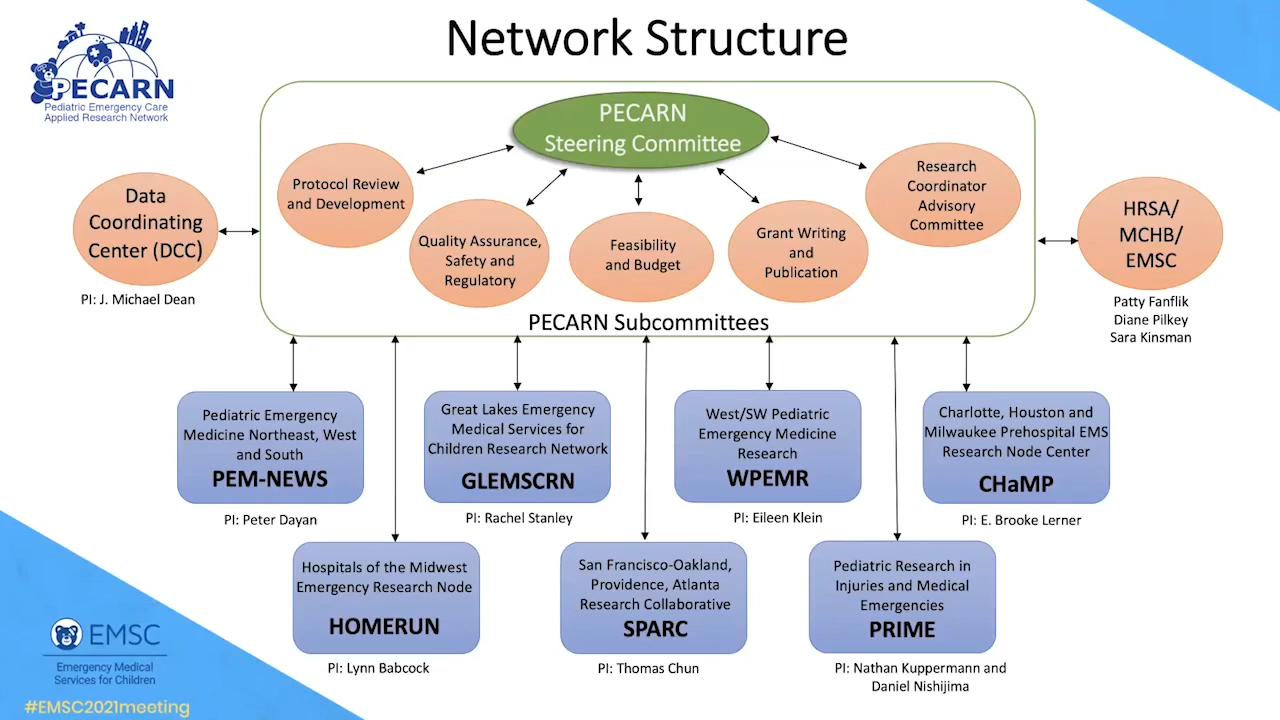 Network Structure
PECARN
Pediatric Emergency Care
Applied Research Network
PECARN
Steering Committee
Protocol Review
and Development
Quality Assurance,
Safety and
Regulatory
Feasibility
and Budget
Grant Writing
and
Publication
Research
Coordinator
Advisory
Committee
PECARN Subcommittees
Data
Coordinating
Center (DCC)
PI: J. Michael Dean
HRSA/
MCHB/
EMSC
Patty Fanflik
Diane Pilkey
Sara Kinsman
Pediatric Emergency
Medicine Northeast, West
and South
PEM-NEWS
PI: Peter Dayan
Great Lakes Emergency
Medical Services for
Children Research Network
GLEMSCRN
PI: Rachel Stanley
West/SW Pediatric
Emergency Medicine
Research
WPEMR
PI: Eileen Klein
Charlotte, Houston and
Milwaukee Prehospital EMS
Research Node Center
CHaMP
PI: E. Brooke Lerner
Hospitals of the Midwest
Emergency Research Node
HOMERUN
PI: Lynn Babcock
San Francisco-Oakland,
Providence, Atlanta
Research Collaborative
SPARC
PI: Thomas Chun
Pediatric Research in
Injuries and Medical
Emergencies
PRIME
PI: Nathan Kuppermann and
Daniel Nishijima
EMSC
Emergency Medical
Services for Children
#EMSC2021meeting